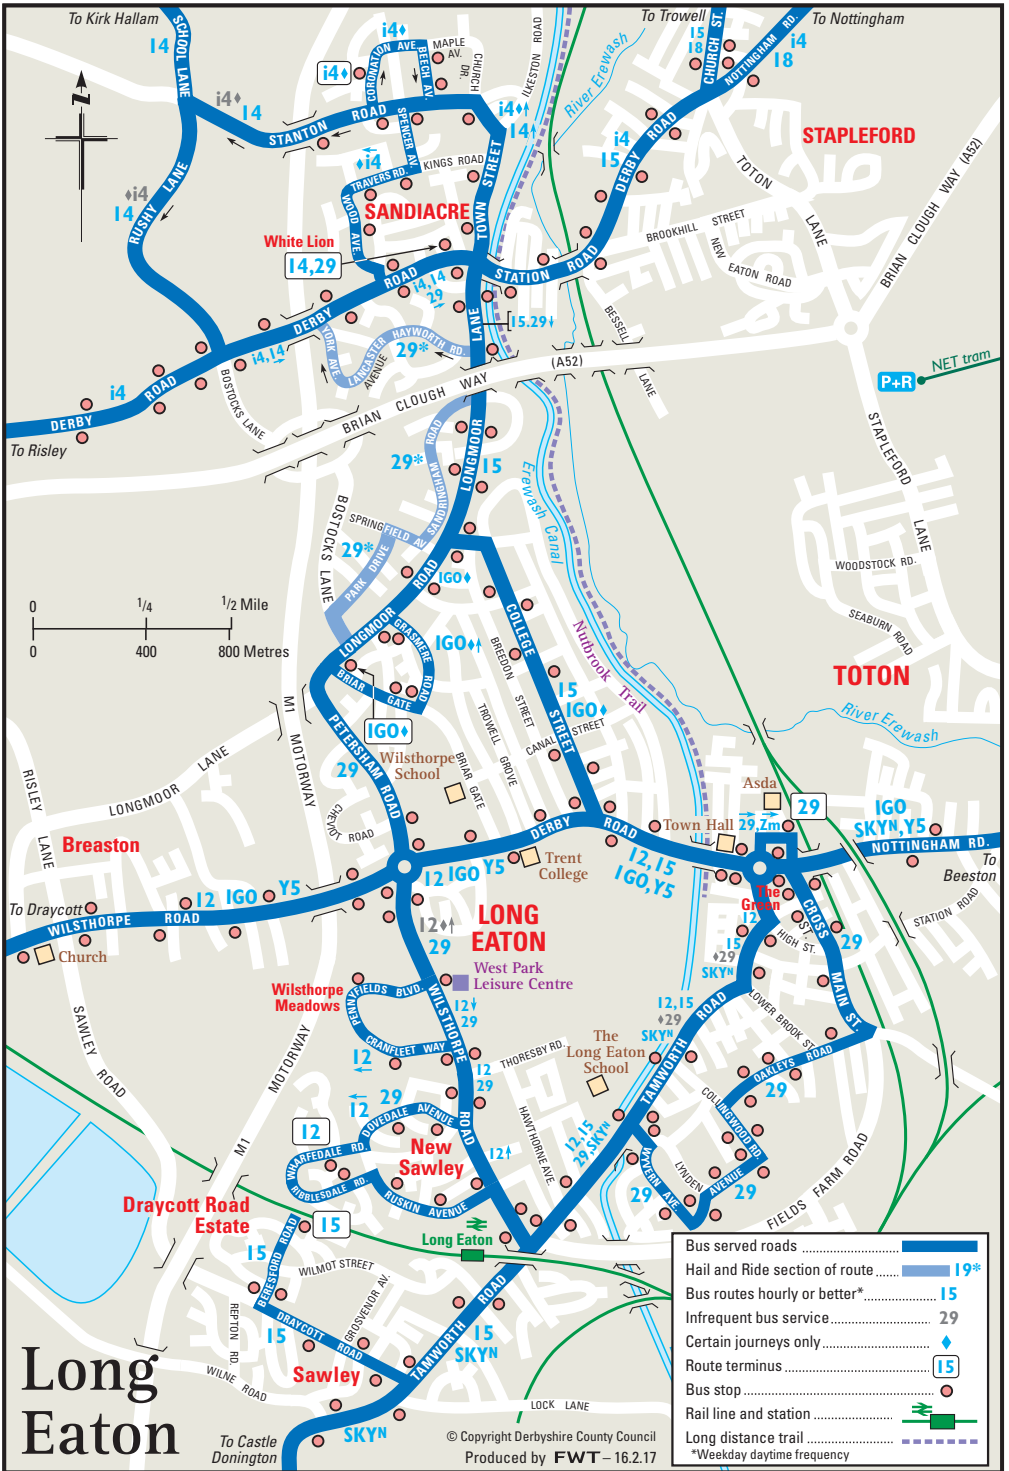 To Kirk Hallam
14
SCHOOL LANE
i4♦
CORONATION AVE
BEECH AV.
MAPLE AV.
CHURCH DR.
ILKESTON ROAD
River Erewash
To Trowell
15
18
CHURCH ST.
NOTTINGHAM RD.
To Nottingham
i4
18
i4♦
i4♦
14
STANTON ROAD
SPENCER AV.
i4♦
14
TOWN STREET
i4
15
DERBY ROAD
STAPLEFORD
♦i4
TRAVERS RD.
KINGS ROAD
WOOD AVE.
SANDIACRE
TOTON LANE
BRIAN CLOUGH WAY (A52)
♦i4
14
RUSHY LANE
White Lion
14,29
BROOKHILL STREET
NEW EATON ROAD
STATION ROAD
i4,14
29
DERBY ROAD
15.29
LANE
BESSELL LANE
YORK AVE.
LANCASTER AVENUE
HAYWORTH RD.
29*
i4,14
i4
DERBY ROAD
To Risley
BOSTOCKS LANE
BRIAN CLOUGH WAY
(A52)
P+R
NET tram
STAPLEFORD LANE
29*
SANDRINGHAM ROAD
LONGMOOR
15
Erewash Canal
BOSTOCKS LANE
SPRINGFIELD AV.
29*
PARK DRIVE
WOODSTOCK RD.
SEABURN ROAD
0
1/4
1/2 Mile
0
400
800 Metres
IGO♦
LONGMOOR ROAD
GRASMERE ROAD
IGO♦
BRIAR GATE
IGO♦
COLLEGE STREET
BREEDON STREET
15
IGO♦
CANAL STREET
TROWELL GROVE
Nutbrook Trail
TOTON
River Erewash
M1
MOTORWAY
PETERSHAM ROAD
29
Wilsthorpe
School
BRIAR GATE
LONGMOOR LANE
RISLEY LANE
CHEVIOT ROAD
Breaston
DERBY ROAD
Trent
College
12,15
IGO,Y5
Asda
Town Hall
29,Zm
29
IGO
SKYN,Y5
NOTTINGHAM RD.
To
Beeston
12 IGO Y5
12 IGO Y5
To Draycott
WILSTHORPE ROAD
Church
12♦
29
LONG
EATON
West Park
Leisure Centre
The
Green
12
15
♦29
SKYN
HIGH ST.
CROSS ST.
29
STATION ROAD
MAIN ST.
Wilsthorpe
Meadows
PENNYFIELDS BLVD.
12
29
WILSTHORPE ROAD
CRANFLEET WAY
12
12
29
THORESBY RD.
The
Long Eaton
School
12,15
♦29
SKYN
TAMWORTH ROAD
LOWER BROOK ST.
OAKLEYS ROAD
29
COLLINGWOOD RD.
SAWLEY ROAD
MOTORWAY
M1
12
29
DOVEDALE AVENUE
12
WHARFEDALE RD.
RIBBLESDALE RD.
New
Sawley
RUSKIN AVENUE
12
HAWTHORNE AVE.
12,15
29,SKYN
WYVERN AVE.
LYNDEN
AVENUE
29
29
FIELDS FARM ROAD
Draycott Road
Estate
15
15
BERESFORD ROAD
WILMOT STREET
Long Eaton
REPTON RD.
GROSVENOR AV.
15
DRAYCOTT ROAD
WILNE ROAD
Sawley
TAMWORTH ROAD
15
SKYN
LOCK LANE
SKYN
To Castle
Donington
Long
Eaton
© Copyright Derbyshire County Council
Produced by FWT – 16.2.17
Bus served roads
Hail and Ride section of route 19*
Bus routes hourly or better* 15
Infrequent bus service 29
Certain journeys only ♦
Route terminus 15
Bus stop
Rail line and station
Long distance trail
*Weekday daytime frequency